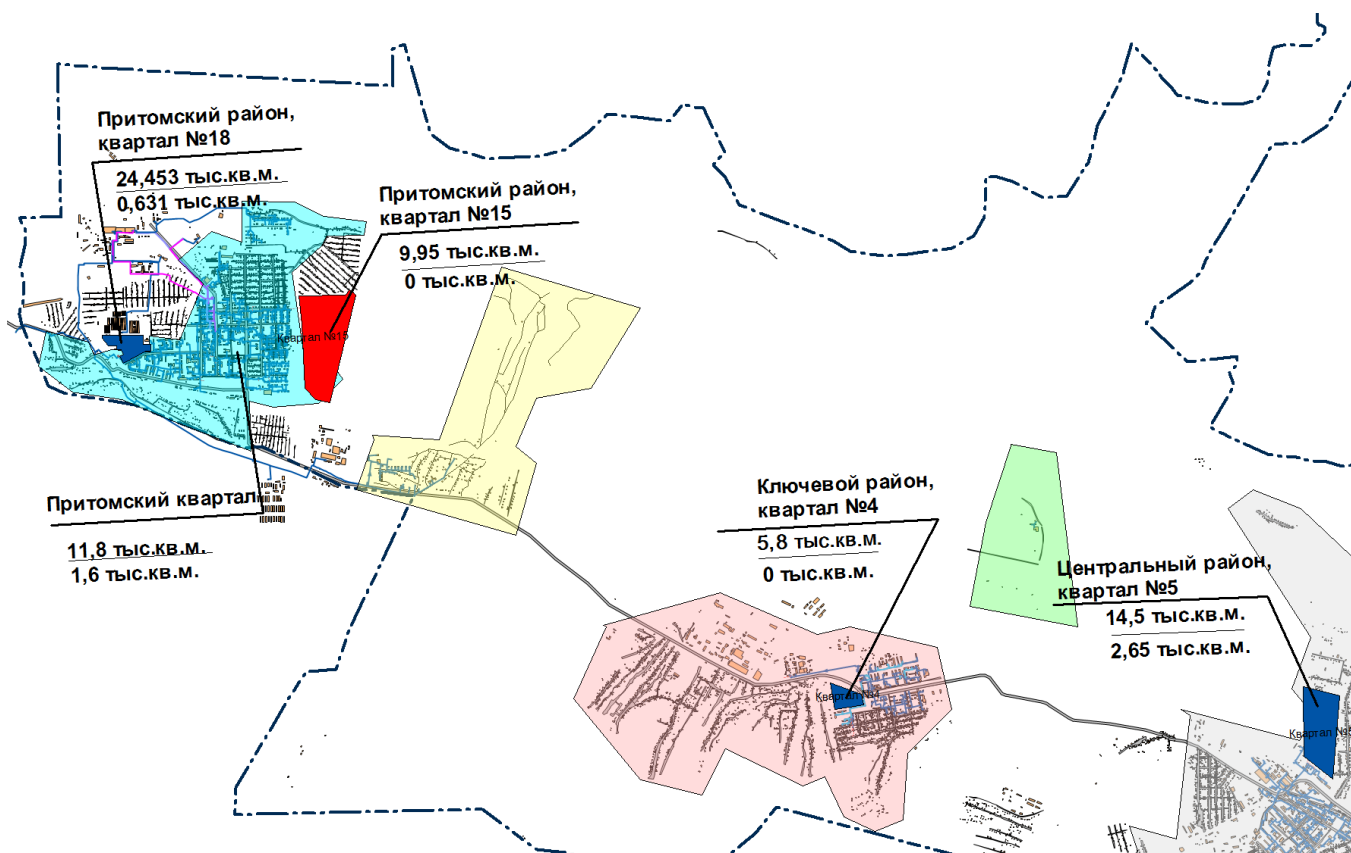 Притомский район,
квартал №18
24,453 тыс.кв.м.
0,631 тыс.кв.м.
Притомский район,
квартал №15
9,95 тыс.кв.м.
0 тыс.кв.м.
Квартал №15
Притомский квартал
11,8 тыс.кв.м.
1,6 тыс.кв.м.
Ключевой район,
квартал №4
5,8 тыс.кв.м.
0 тыс.кв.м.
Квартал №4
Центральный район,
квартал №5
14,5 тыс.кв.м.
2,65 тыс.кв.м.
Квартал №5